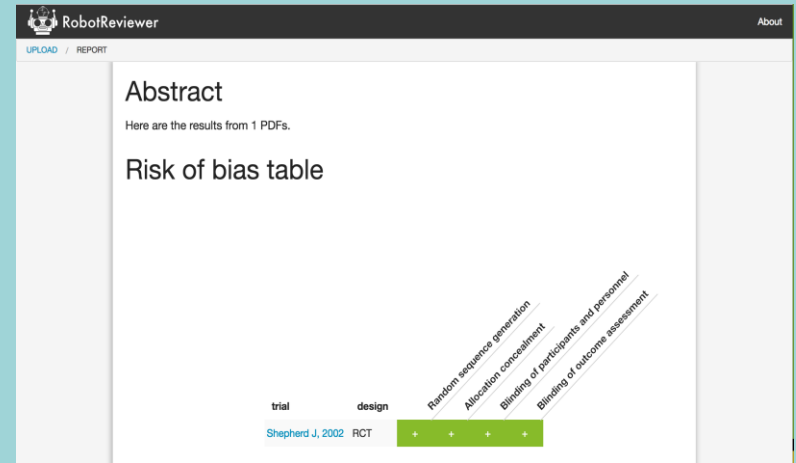 RobotReviewer
About
UPLOAD / REPORT
Abstract
Here are the results from 1 PDFs.
Risk of bias table
trial
design
Random sequence generation
Allocation concealment
Blinding of participants and personnel
Blinding of outcome assessment
Shepherd J, 2002 RCT + + + +